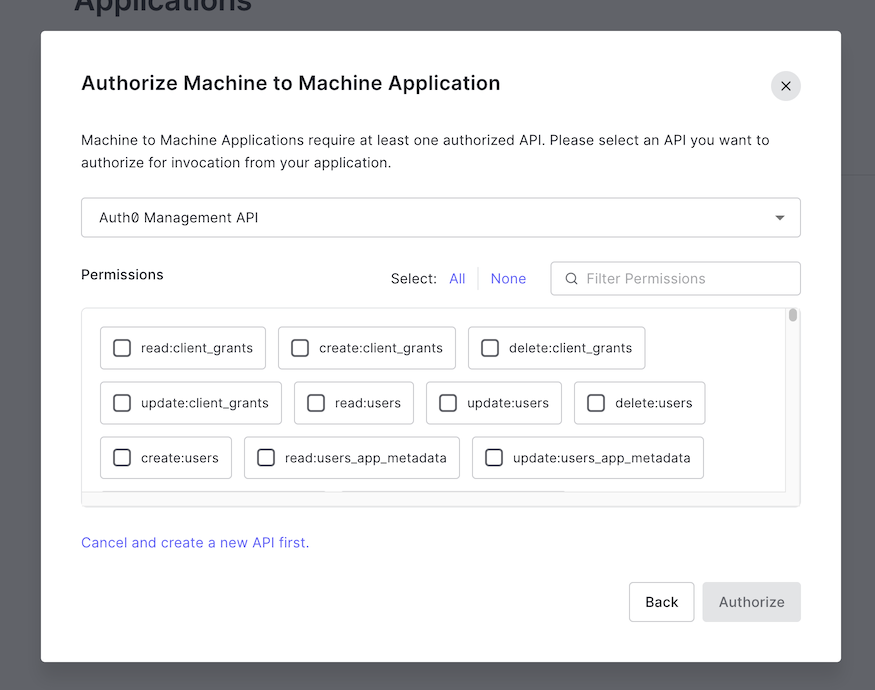 Applications
Authorize Machine to Machine Application
Machine to Machine Applications require at least one authorized API. Please select an API you want to
authorize for invocation from your application.
Auth0 Management API
Permissions
Select: All None
Filter Permissions
read:client_grants create:client_grants delete:client_grants
update:client_grants read:users update:users delete:users
create:users read:users_app_metadata update:users_app_metadata
Cancel and create a new API first.
Back Authorize